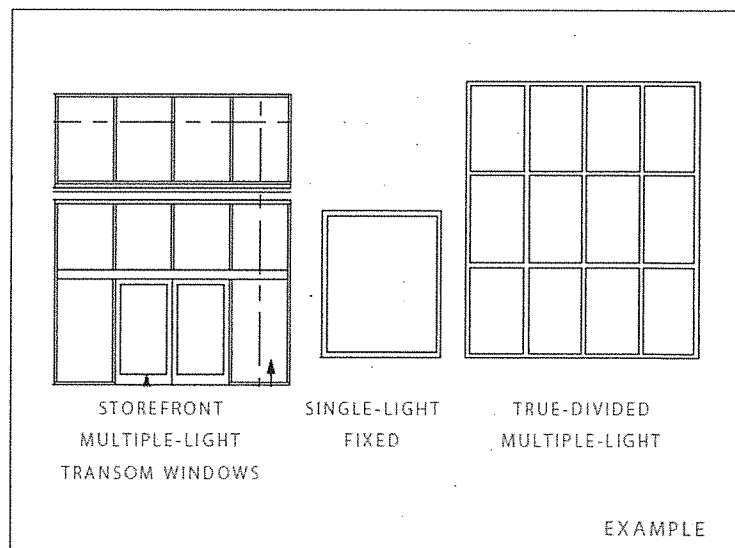 STOREFRONT
MULTIPLE-LIGHT
TRANSOM WINDOWS
SINGLE-LIGHT
FIXED
TRUE-DIVIDED
MULTIPLE-LIGHT
EXAMPLE